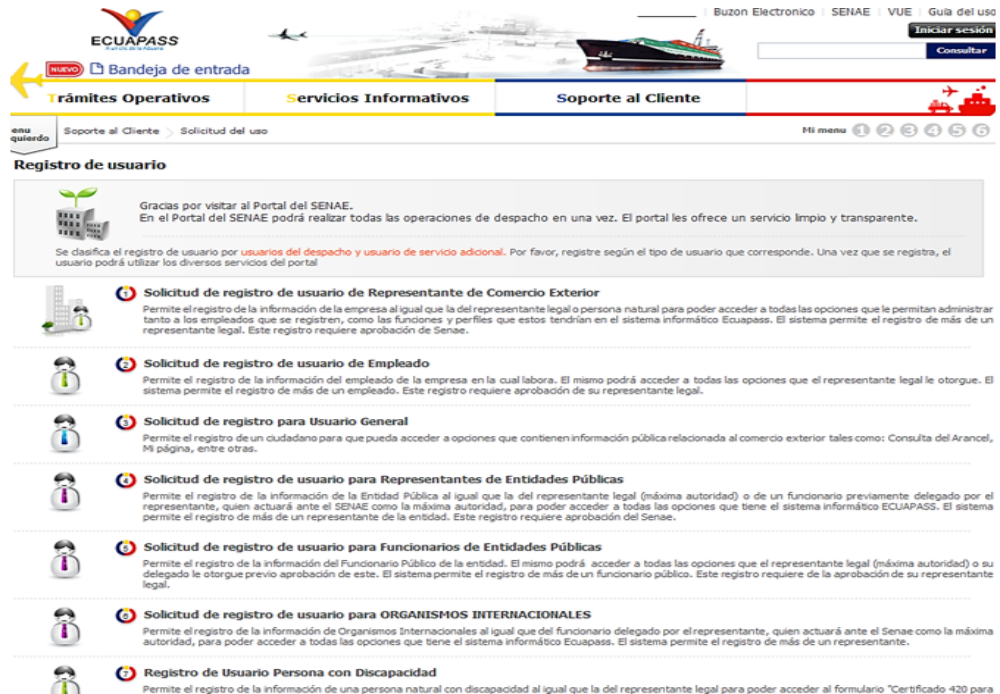 Buzon Electronico SENAE VUE Guia del uso
ECUAPASS
Iniciar sesión
Consultar
NUEVO Bandeja de entrada
Trámites Operativos Servicios Informativos Soporte al Cliente
enu
quierdo
Soporte al Cliente Solicitud del uso
Mi menu 1 2 3 4 5 6
Registro de usuario
Gracias por visitar al Portal del SENAE.
En el Portal del SENAE podrá realizar todas las operaciones de despacho en una vez. El portal les ofrece un servicio limpio y transparente.
Se clasifica el registro de usuario por usuarios del despacho y usuario de servicio adicional. Por favor, registre según el tipo de usuario que corresponde. Una vez que se registra, el
usuario podrá utilizar los diversos servicios del portal
1 Solicitud de registro de usuario de Representante de Comercio Exterior
Permite el registro de la información de la empresa al igual que la del representante legal o persona natural para poder acceder a todas las opciones que le permitan administrar
tanto a los empleados que se registren, como las funciones y perfiles que estos tendrían en el sistema informático Ecuapass. El sistema permite el registro de más de un
representante legal. Este registro requiere aprobación de Senae.
2 Solicitud de registro de usuario de Empleado
Permite el registro de la información del empleado de la empresa en la cual labora. El mismo podrá acceder a todas las opciones que el representante legal le otorgue. El
sistema permite el registro de más de un empleado. Este registro requiere aprobación de su representante legal.
3 Solicitud de registro para Usuario General
Permite el registro de un ciudadano para que pueda acceder a opciones que contienen información pública relacionada al comercio exterior tales como: Consulta del Arancel,
Mi página, entre otras.
4 Solicitud de registro de usuario para Representantes de Entidades Públicas
Permite el registro de la información de la Entidad Pública al igual que la del representante legal (máxima autoridad) o de un funcionario previamente delegado por el
representante, quien actuará ante el SENAE como la máxima autoridad, para poder acceder a todas las opciones que tiene el sistema informático ECUAPASS. El sistema
permite el registro de más de un representante de la entidad. Este registro requiere aprobación del Senae.
5 Solicitud de registro de usuario para Funcionarios de Entidades Públicas
Permite el registro de la información del Funcionario Público de la entidad. El mismo podrá acceder a todas las opciones que el representante legal (máxima autoridad) o su
delegado le otorgue previo aprobación de este. El sistema permite el registro de más de un funcionario público. Este registro requiere de la aprobación de su representante
legal.
6 Solicitud de registro de usuario para ORGANISMOS INTERNACIONALES
Permite el registro de la información de Organismos Internacionales al igual que del funcionario delegado por el representante, quien actuará ante el Senae como la máxima
autoridad, para poder acceder a todas las opciones que tiene el sistema informático Ecuapass. El sistema permite el registro de más de un representante.
7 Registro de Usuario Persona con Discapacidad
Permite el registro de la información de una persona natural con discapacidad al igual que la del representante legal para poder acceder al formulario "Certificado 420 para